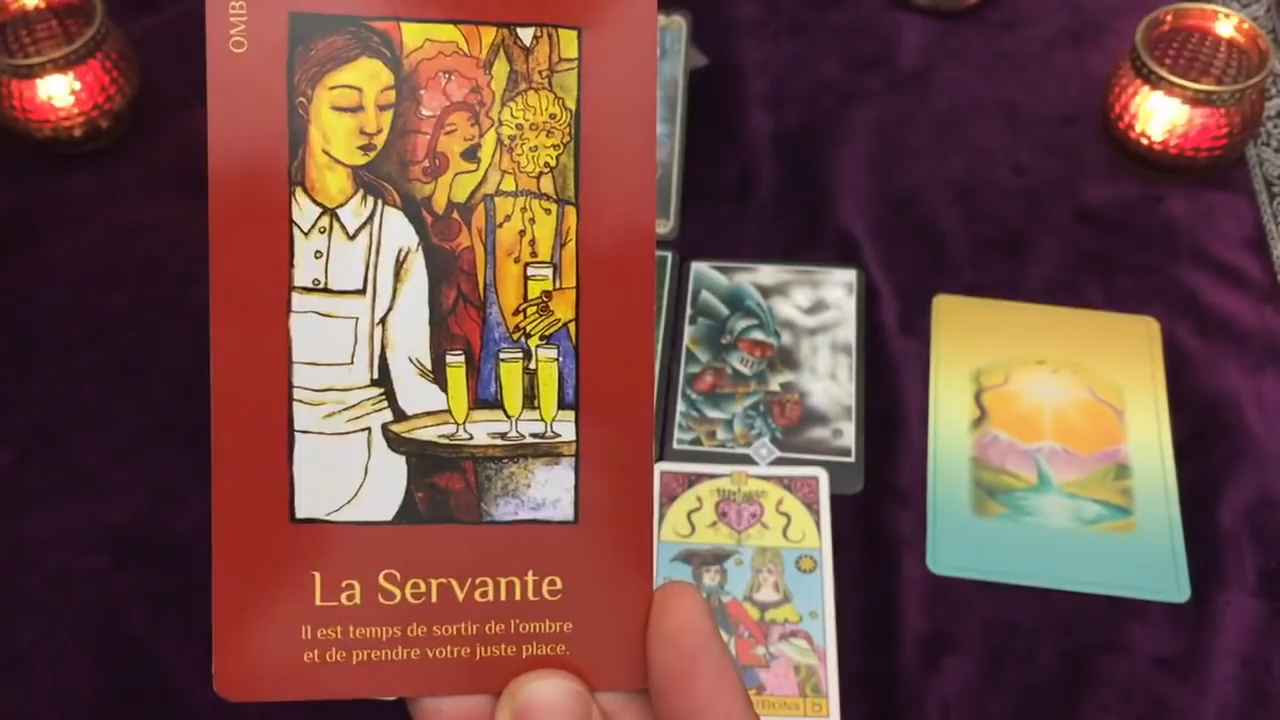 OMB
La Servante
Il est temps de sortir de l'ombre
et de prendre votre juste place.